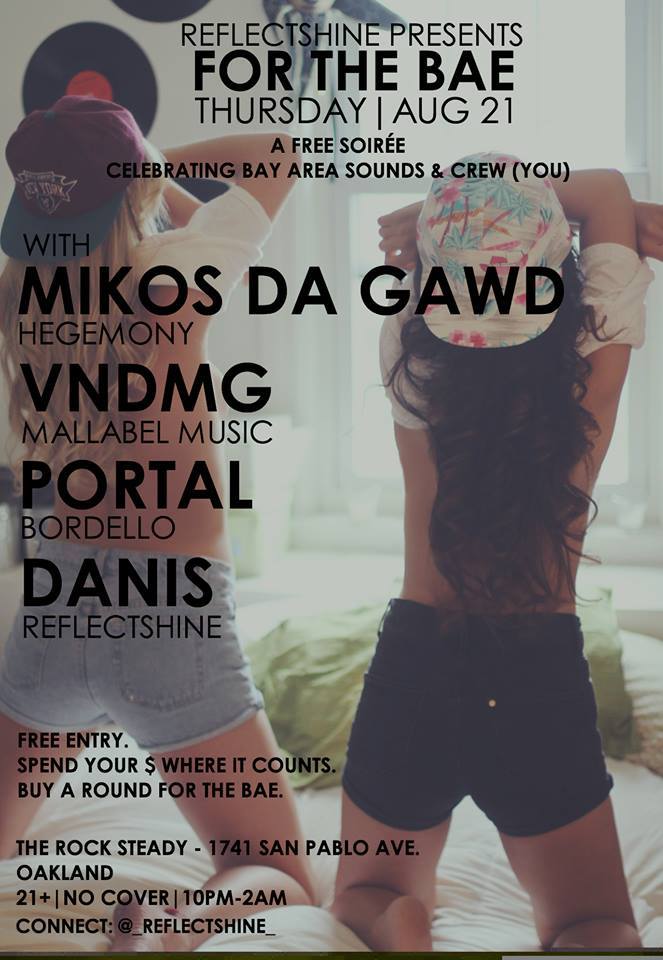 REFLECTSHINE PRESENTS
FOR THE BAE
THURSDAY | AUG 21
A FREE SOIRÉE
CELEBRATING BAY AREA SOUNDS & CREW (YOU)
NEW YORK
WITH
MIKOS DA GAWD
HEGEMONY
VNDMG
MALLABEL MUSIC
PORTAL
BORDELLO
DANIS
REFLECTSHINE
FREE ENTRY.
SPEND YOUR $ WHERE IT COUNTS.
BUY A ROUND FOR THE BAE.
THE ROCK STEADY - 1741 SAN PABLO AVE.
OAKLAND
21+|NO COVER|10PM-2AM
CONNECT: @_REFLECTSHINE_